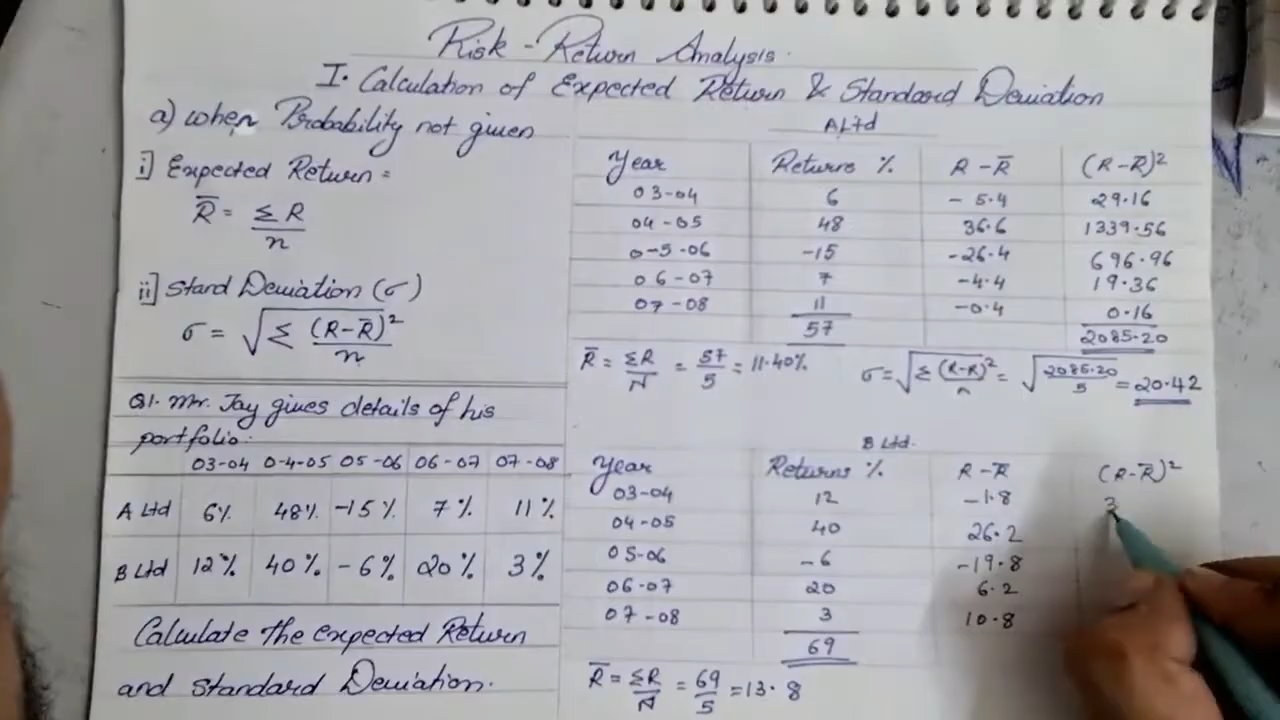 Risk - Return Analysis.
I. Calculation of Expected Return & Standard Deviation
a) when Probability not given
i] Expected Return =
R̅ = ΣR / n
ii] Stard Deviation (σ)
σ = √Σ (R-R̅)² / n
Q1. Mr. Jay gives details of his
portfolio.
03-04 0-4-05 05-06 06-07 07-08
A Ltd 6% 48% -15% 7% 11%
B Ltd 12% 40% -6% 20% 3%
Calculate the expected Return
and Standard Deviation.
A Ltd
Year Returns % R-R̅ (R-R̅)²
03-04 6 -5.4 29.16
04-05 48 36.6 1339.56
0-5-06 -15 -26.4 696.96
06-07 7 -4.4 19.36
07-08 11 -0.4 0.16
57 2085.20
R̅ = ΣR / N = 57 / 5 = 11.40% σ = √Σ (R-R)² / n = √2085.20 / 5 = 20.42
B Ltd.
Year Returns % R-R̅ (R-R̅)²
03-04 12 -1.8 3
04-05 40 26.2
05-06 -6 -19.8
06-07 20 6.2
07-08 3 10.8
69
R̅ = ΣR / N = 69 / 5 = 13.8